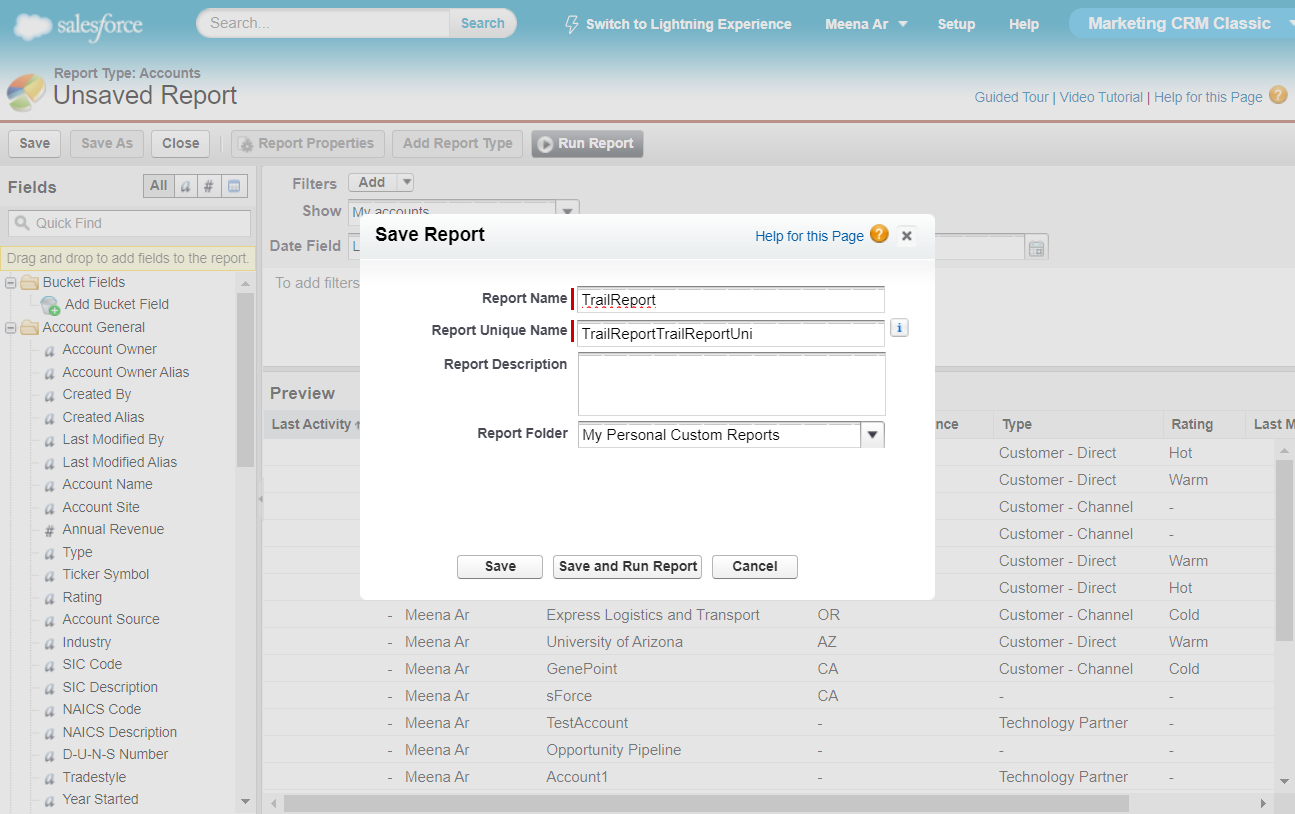 salesforce
Search...
Search
Switch to Lightning Experience
Meena Ar
Setup
Help
Marketing CRM Classic
Report Type: Accounts
Unsaved Report
Guided Tour | Video Tutorial | Help for this Page ?
Save
Save As
Close
Report Properties
Add Report Type
Run Report
Fields
All
a
#
Quick Find
Drag and drop to add fields to the report.
Bucket Fields
Add Bucket Field
Account General
a Account Owner
a Account Owner Alias
a Created By
a Created Alias
a Last Modified By
a Last Modified Alias
a Account Name
a Account Site
# Annual Revenue
a Type
a Ticker Symbol
a Rating
a Account Source
a Industry
a SIC Code
a SIC Description
a NAICS Code
a NAICS Description
a D-U-N-S Number
a Tradestyle
a Year Started
Filters
Add
Show
My accounts
Date Field
L
To add filters
Save Report
Help for this Page ?
Report Name
TrailReport
Report Unique Name
TrailReportTrailReportUni
i
Report Description
Report Folder
My Personal Custom Reports
Save
Save and Run Report
Cancel
Preview
Last Activity ↑ nce Type Rating Last M
Customer - Direct Hot
Customer - Direct Warm
Customer - Channel -
Customer - Channel -
Customer - Direct Warm
Customer - Direct Hot
- Meena Ar Express Logistics and Transport OR Customer - Channel Cold
- Meena Ar University of Arizona AZ Customer - Direct Warm
- Meena Ar GenePoint CA Customer - Channel Cold
- Meena Ar sForce CA - -
- Meena Ar TestAccount - Technology Partner -
- Meena Ar Opportunity Pipeline - - -
- Meena Ar Account1 - Technology Partner -